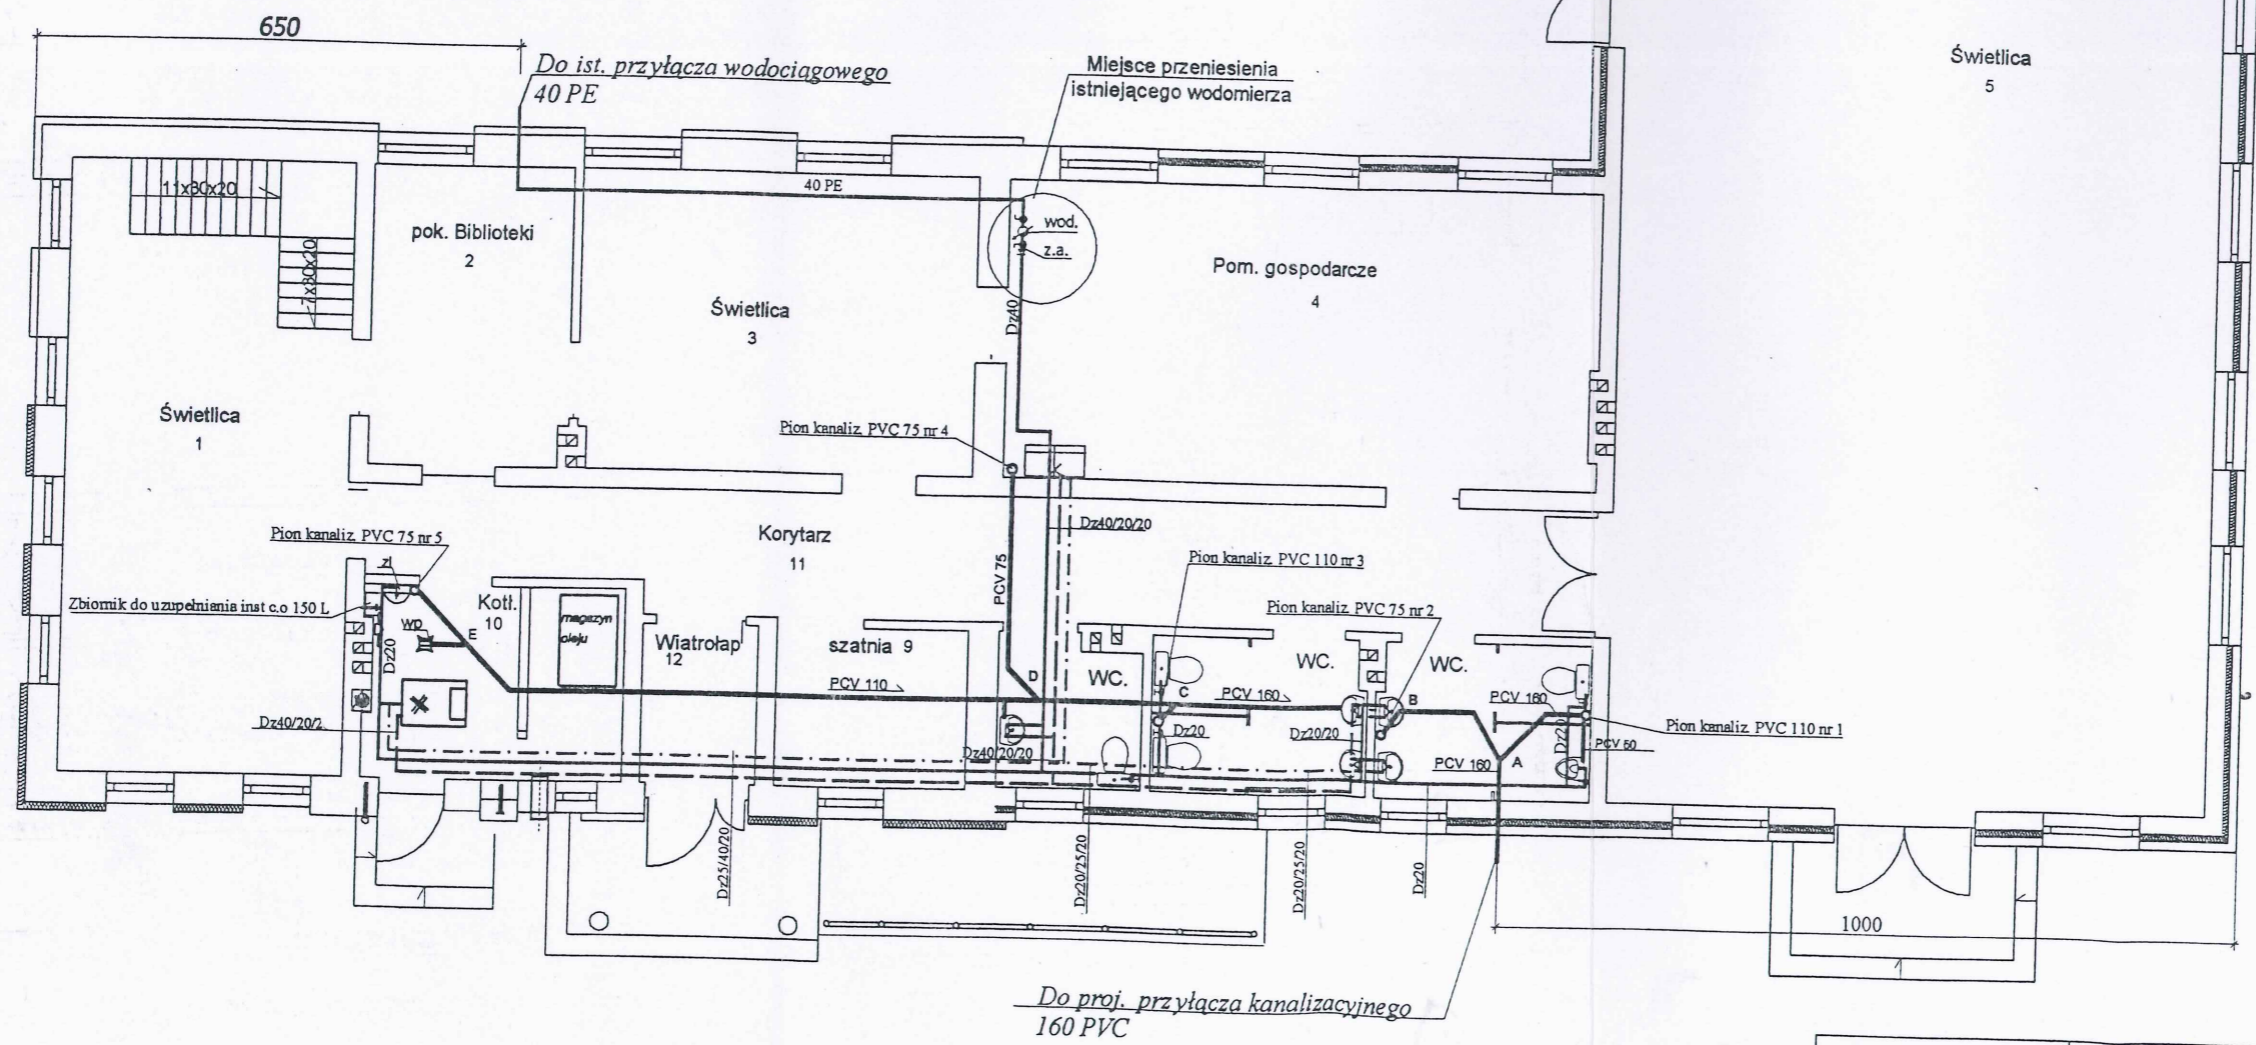 650
Do ist. przyłącza wodociągowego
40 PE
Miejsce przeniesienia
istniejącego wodomierza
Świetlica
5
11x30x20
7x30x20
40 PE
pok. Biblioteki
2
wod.
z.a.
Pom. gospodarcze
4
Świetlica
3
Dz40
Świetlica
1
Pion kanaliz. PVC 75 nr 4
Dz40/20/20
Korytarz
11
Pion kanaliz. PVC 75 nr 5
zl
Zbiornik do uzupełniania inst c.o 150 L
wp
E
Kotł.
10
magazyn
oleju
Dz20
PCV 75
Pion kanaliz. PVC 110 nr 3
Pion kanaliz. PVC 75 nr 2
Wiatrołap
12
szatnia 9
WC.
WC.
WC.
PCV 110
D
C
PCV 160
B
PCV 160
Pion kanaliz. PVC 110 nr 1
Dz40/20/2
Dz40/20/20
Dz20
Dz20/20
Dz20
PCV 50
PCV 160
A
Dz25/40/20
Dz20/25/20
Dz20/25/20
Dz20
1000
Do proj. przyłącza kanalizacyjnego
160 PVC